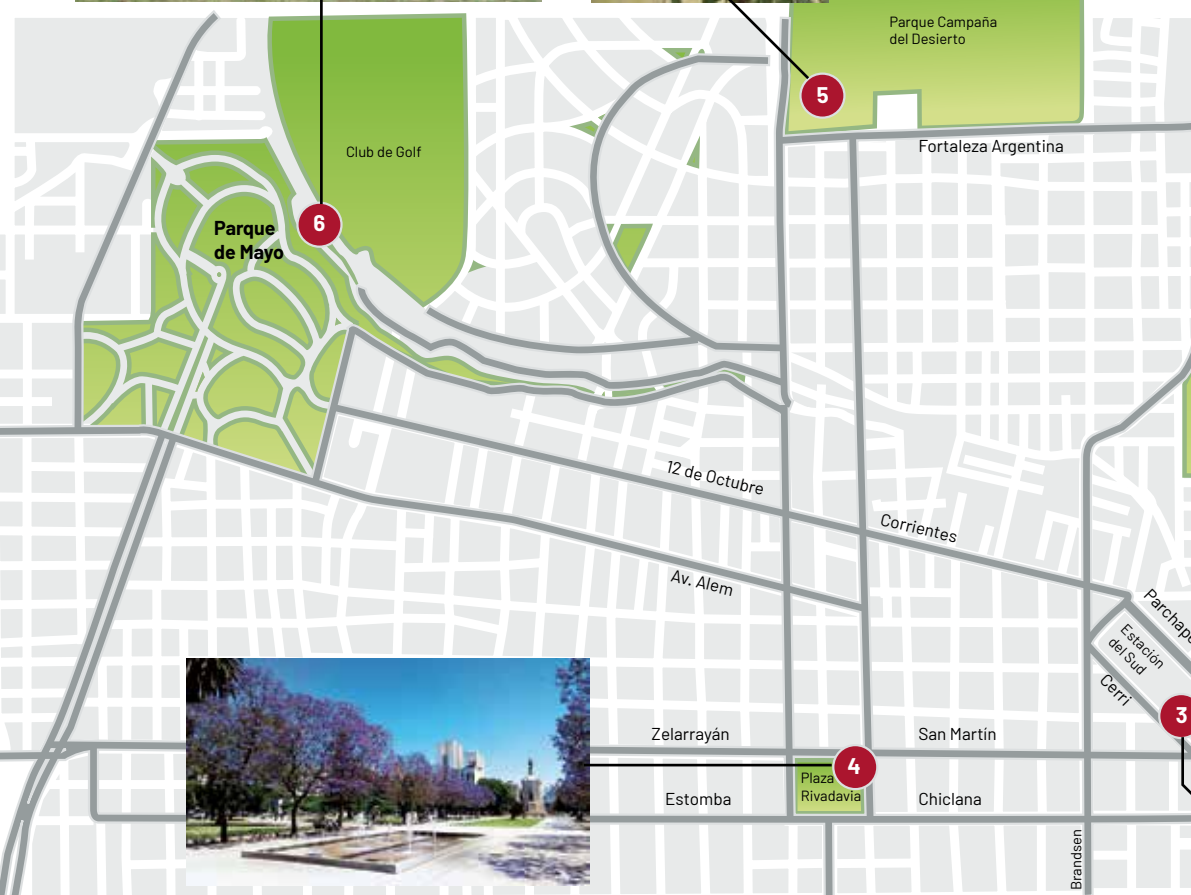 Parque Campaña
del Desierto
5
Fortaleza Argentina
Club de Golf
6
Parque
de Mayo
12 de Octubre
Corrientes
Av. Alem
Estación
del Sud
Cerri
3
Zelarrayán
San Martín
4
Plaza
Rivadavia
Estomba
Chiclana
Brandsen